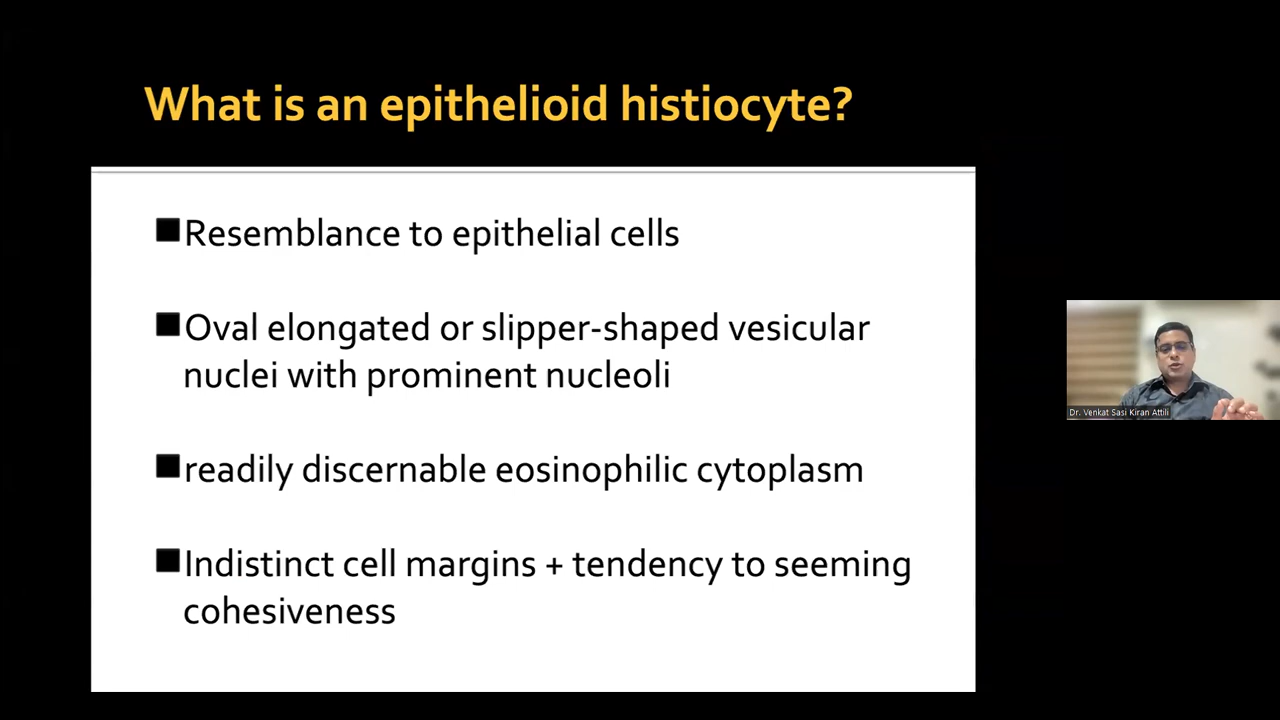 What is an epithelioid histiocyte?
Resemblance to epithelial cells
Oval elongated or slipper-shaped vesicular
nuclei with prominent nucleoli
readily discernable eosinophilic cytoplasm
Indistinct cell margins + tendency to seeming
cohesiveness
Dr. Venkat Sasi Kiran Attili